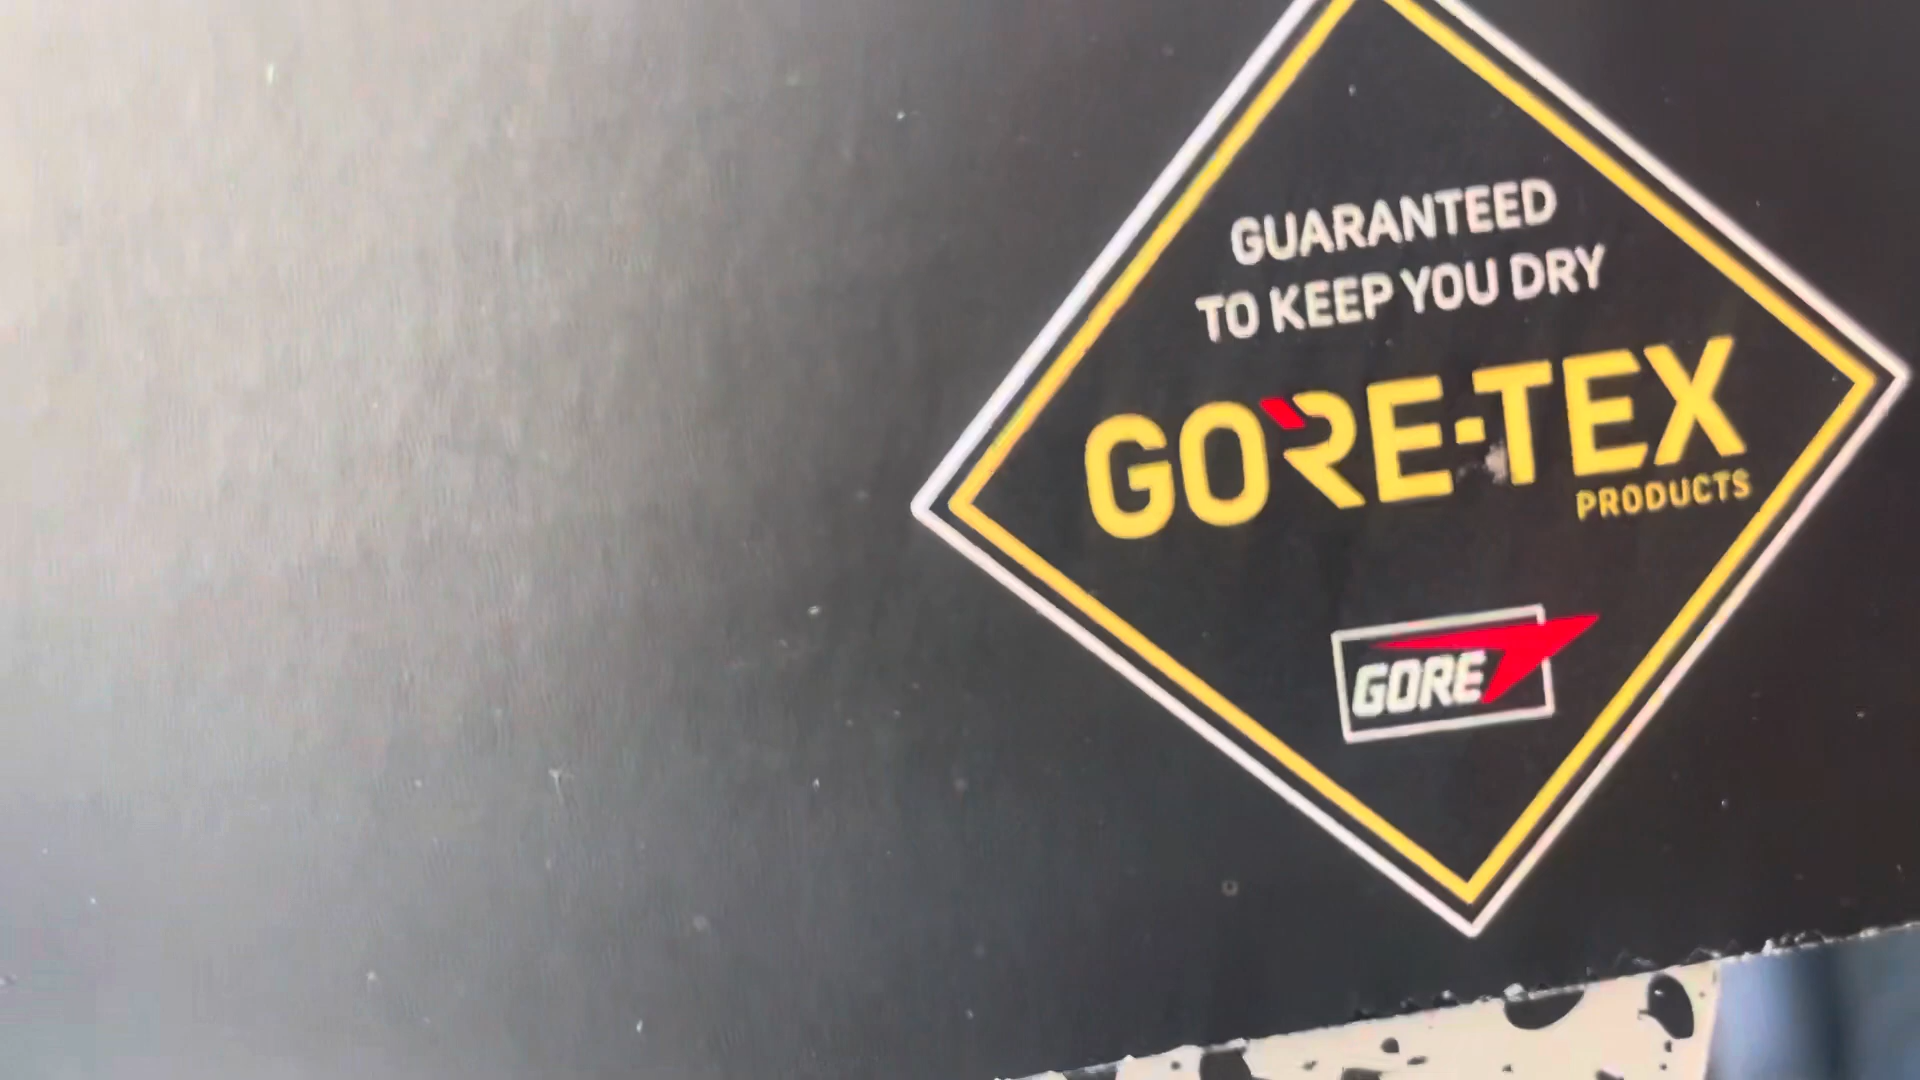 GUARANTEED
TO KEEP YOU DRY
GORE-TEX
PRODUCTS
GORE